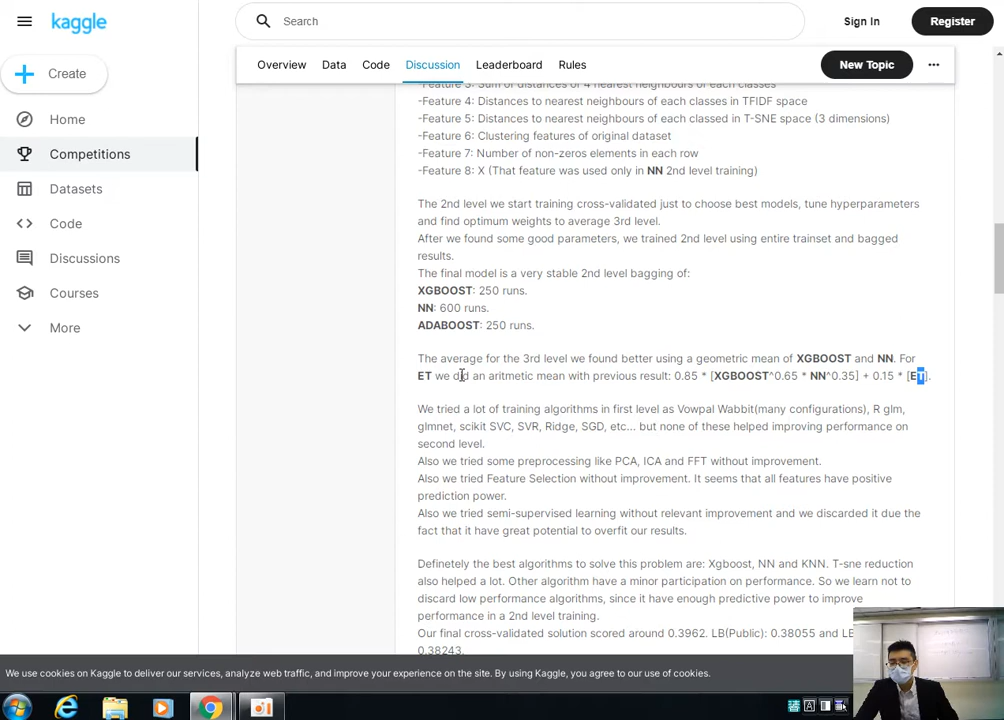 kaggle
Search
Sign In
Register
Create
Home
Competitions
Datasets
Code
Discussions
Courses
More
Overview
Data
Code
Discussion
Leaderboard
Rules
New Topic
-Feature 3: Sum of distances of 4 nearest neighbours of each classes
-Feature 4: Distances to nearest neighbours of each classes in TFIDF space
-Feature 5: Distances to nearest neighbours of each classed in T-SNE space (3 dimensions)
-Feature 6: Clustering features of original dataset
-Feature 7: Number of non-zeros elements in each row
-Feature 8: X (That feature was used only in NN 2nd level training)
The 2nd level we start training cross-validated just to choose best models, tune hyperparameters
and find optimum weights to average 3rd level.
After we found some good parameters, we trained 2nd level using entire trainset and bagged
results.
The final model is a very stable 2nd level bagging of:
XGBOOST: 250 runs.
NN: 600 runs.
ADABOOST: 250 runs.
The average for the 3rd level we found better using a geometric mean of XGBOOST and NN. For
ET we did an aritmetic mean with previous result: 0.85 * [XGBOOST^0.65 * NN^0.35] + 0.15 * [ET].
We tried a lot of training algorithms in first level as Vowpal Wabbit(many configurations), R glm,
glmnet, scikit SVC, SVR, Ridge, SGD, etc... but none of these helped improving performance on
second level.
Also we tried some preprocessing like PCA, ICA and FFT without improvement.
Also we tried Feature Selection without improvement. It seems that all features have positive
prediction power.
Also we tried semi-supervised learning without relevant improvement and we discarded it due the
fact that it have great potential to overfit our results.
Definetely the best algorithms to solve this problem are: Xgboost, NN and KNN. T-sne reduction
also helped a lot. Other algorithm have a minor participation on performance. So we learn not to
discard low performance algorithms, since it have enough predictive power to improve
performance in a 2nd level training.
Our final cross-validated solution scored around 0.3962. LB(Public): 0.38055 and LB
0.38243.
We use cookies on Kaggle to deliver our services, analyze web traffic, and improve your experience on the site. By using Kaggle, you agree to our use of cookies.